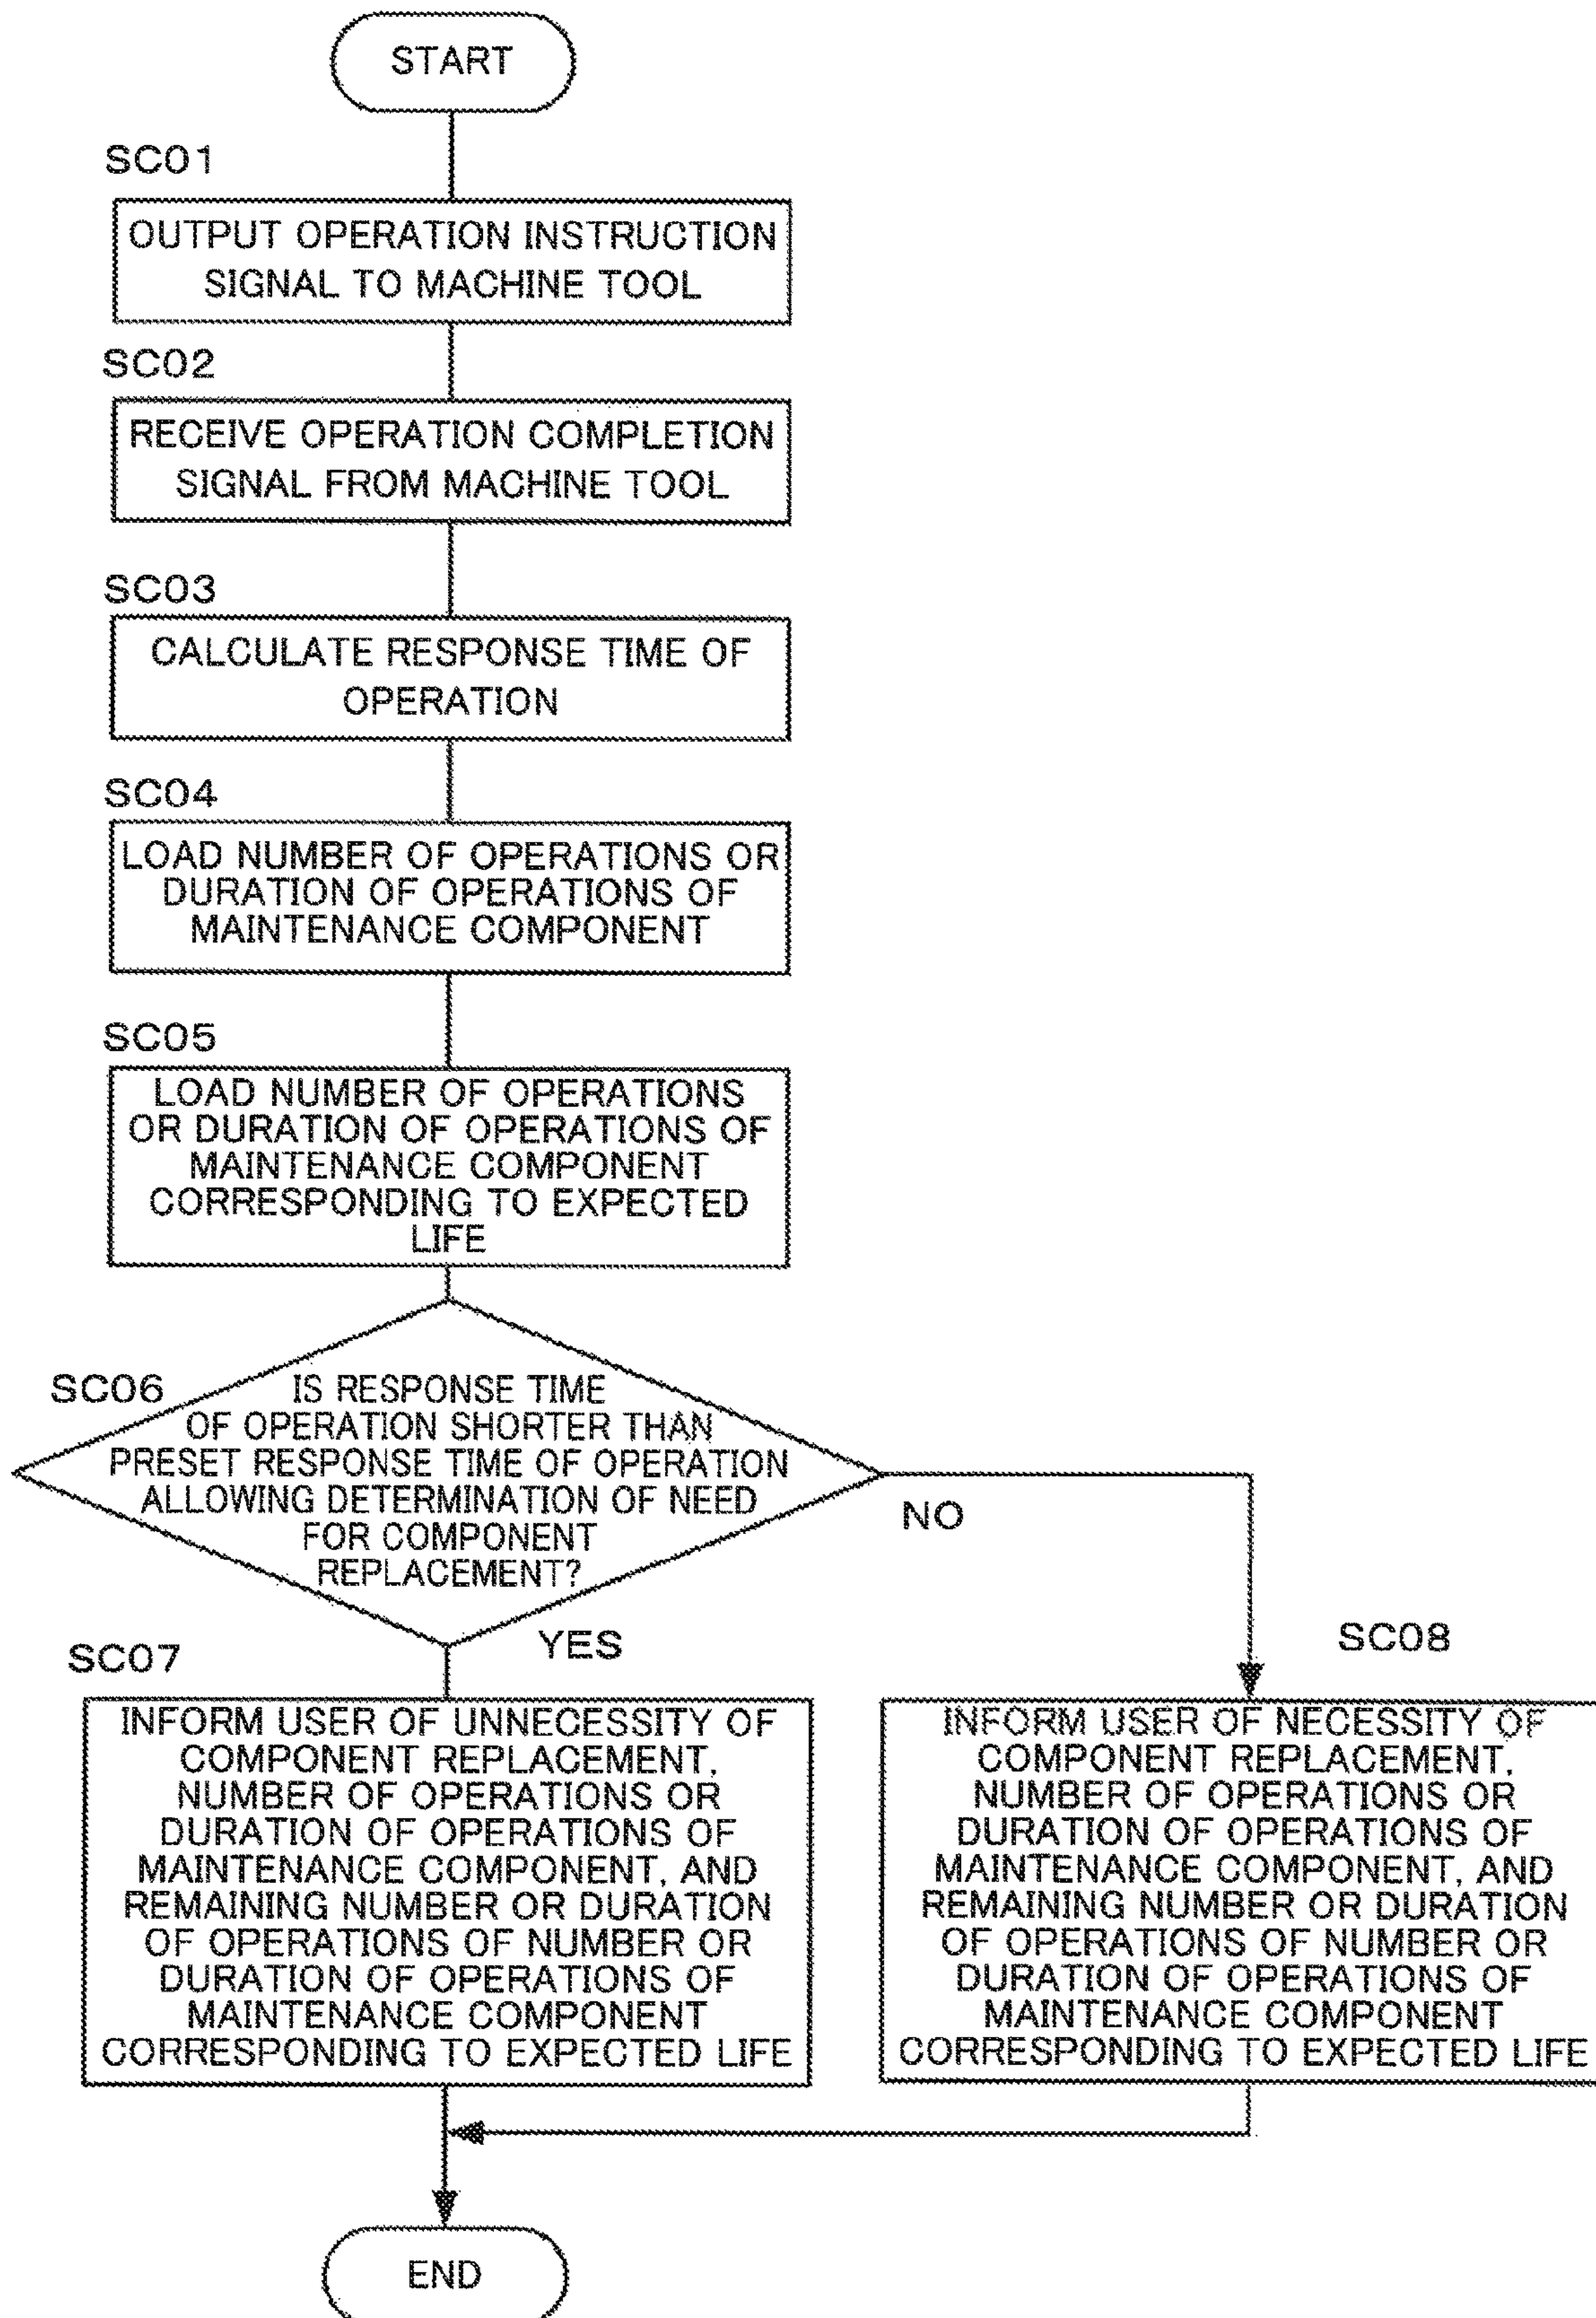 START
SC01
OUTPUT OPERATION INSTRUCTION
SIGNAL TO MACHINE TOOL
SC02
RECEIVE OPERATION COMPLETION
SIGNAL FROM MACHINE TOOL
SC03
CALCULATE RESPONSE TIME OF
OPERATION
SC04
LOAD NUMBER OF OPERATIONS OR
DURATION OF OPERATIONS OF
MAINTENANCE COMPONENT
SC05
LOAD NUMBER OF OPERATIONS
OR DURATION OF OPERATIONS OF
MAINTENANCE COMPONENT
CORRESPONDING TO EXPECTED
LIFE
SC06
IS RESPONSE TIME
OF OPERATION SHORTER THAN
PRESET RESPONSE TIME OF OPERATION
ALLOWING DETERMINATION OF NEED
FOR COMPONENT
REPLACEMENT?
NO
YES
SC07
INFORM USER OF UNNECESSITY OF
COMPONENT REPLACEMENT,
NUMBER OF OPERATIONS OR
DURATION OF OPERATIONS OF
MAINTENANCE COMPONENT, AND
REMAINING NUMBER OR DURATION
OF OPERATIONS OF NUMBER OR
DURATION OF OPERATIONS OF
MAINTENANCE COMPONENT
CORRESPONDING TO EXPECTED LIFE
SC08
INFORM USER OF NECESSITY OF
COMPONENT REPLACEMENT,
NUMBER OF OPERATIONS OR
DURATION OF OPERATIONS OF
MAINTENANCE COMPONENT, AND
REMAINING NUMBER OR DURATION
OF OPERATIONS OF NUMBER OR
DURATION OF OPERATIONS OF
MAINTENANCE COMPONENT
CORRESPONDING TO EXPECTED LIFE
END